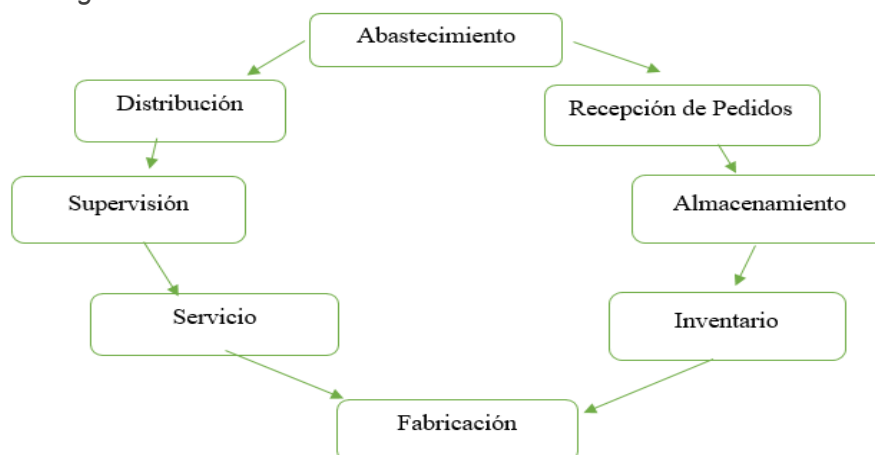 Abastecimiento
Distribución
Recepción de Pedidos
Supervisión
Almacenamiento
Servicio
Inventario
Fabricación